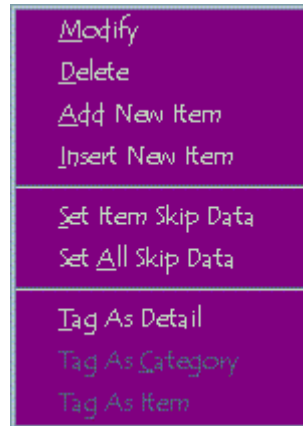 Modify
Delete
Add New Item
Insert New Item
Set Item Skip Data
Set All Skip Data
Tag As Detail
Tag As Category
Tag As Item